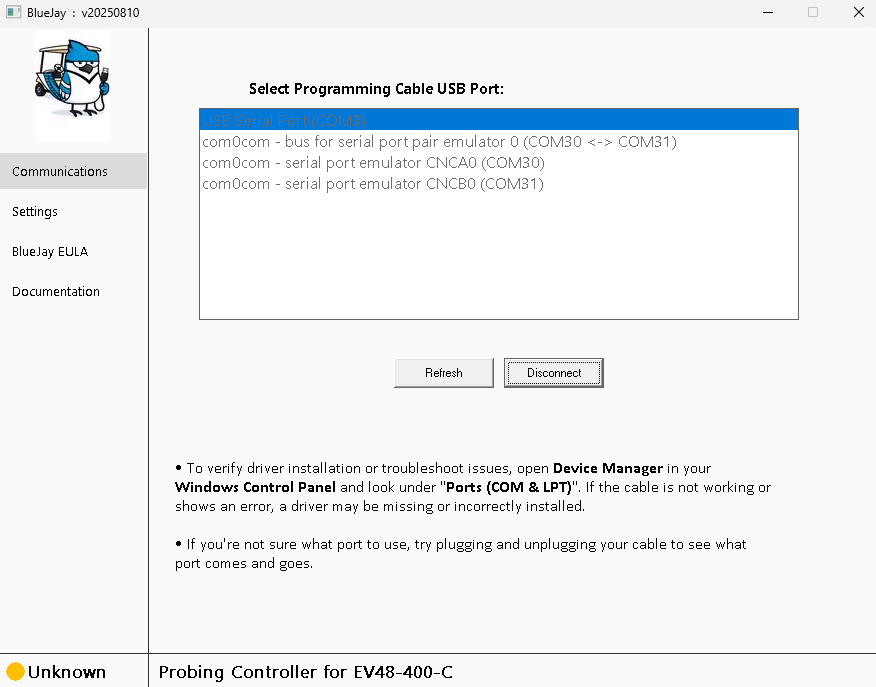 BlueJay : v20250810
Select Programming Cable USB Port:
USB Serial Port (COM3)
com0com - bus for serial port pair emulator 0 (COM30 <-> COM31)
com0com - serial port emulator CNCA0 (COM30)
com0com - serial port emulator CNCB0 (COM31)
Communications
Settings
BlueJay EULA
Documentation
Refresh
Disconnect
• To verify driver installation or troubleshoot issues, open Device Manager in your
Windows Control Panel and look under "Ports (COM & LPT)". If the cable is not working or
shows an error, a driver may be missing or incorrectly installed.
• If you're not sure what port to use, try plugging and unplugging your cable to see what
port comes and goes.
Unknown
Probing Controller for EV48-400-C